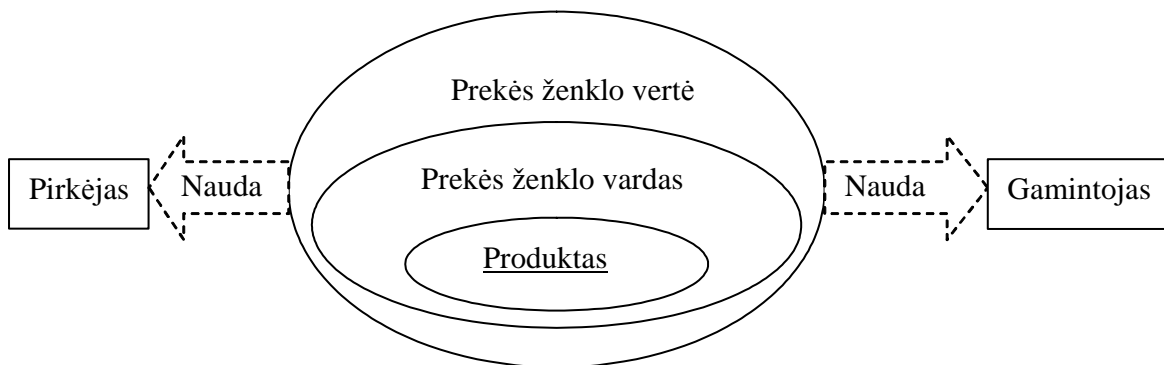 Prekės ženklo vertė
Prekės ženklo vardas
Pirkėjas
Nauda
Nauda
Gamintojas
Produktas